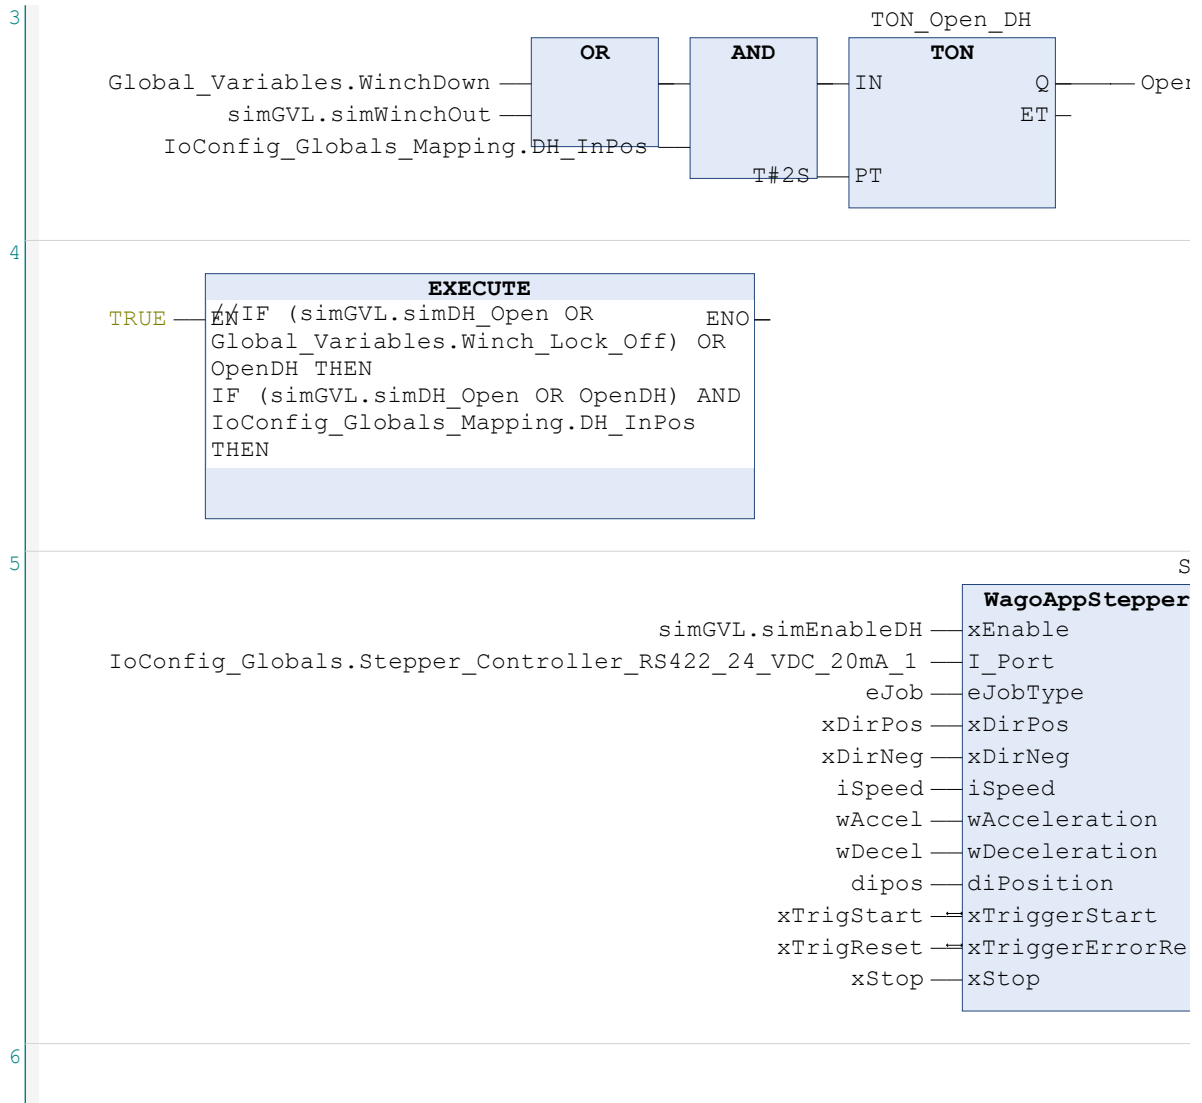 3
TON_Open_DH
OR AND TON
Global_Variables.WinchDown IN Q Open
simGVL.simWinchOut ET
IoConfig_Globals_Mapping.DH_InPos
T#2S PT
4
EXECUTE
TRUE EN //IF (simGVL.simDH_Open OR ENO
Global_Variables.Winch_Lock_Off) OR
OpenDH THEN
IF (simGVL.simDH_Open OR OpenDH) AND
IoConfig_Globals_Mapping.DH_InPos
THEN
5
S
WagoAppStepper
simGVL.simEnableDH xEnable
IoConfig_Globals.Stepper_Controller_RS422_24_VDC_20mA_1 I_Port
eJob eJobType
xDirPos xDirPos
xDirNeg xDirNeg
iSpeed iSpeed
wAccel wAcceleration
wDecel wDeceleration
dipos diPosition
xTrigStart xTriggerStart
xTrigReset xTriggerErrorRe
xStop xStop
6